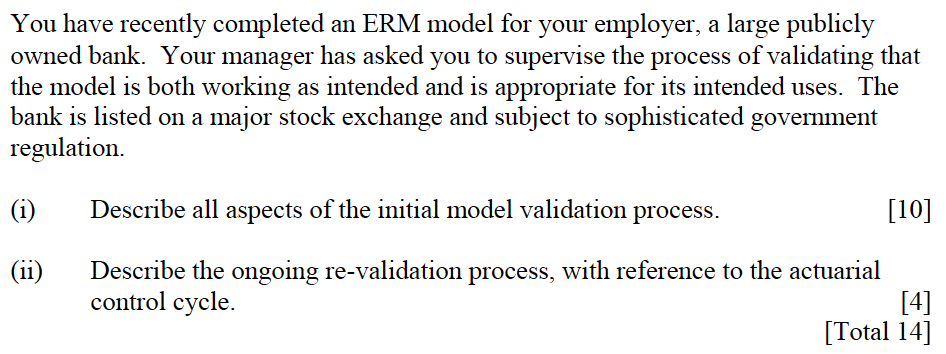 You have recently completed an ERM model for your employer, a large publicly
owned bank.  Your manager has asked you to supervise the process of validating that
the model is both working as intended and is appropriate for its intended uses.  The
bank is listed on a major stock exchange and subject to sophisticated government
regulation.
(i) Describe all aspects of the initial model validation process. [10]
(ii) Describe the ongoing re-validation process, with reference to the actuarial
control cycle. [4]
[Total 14]